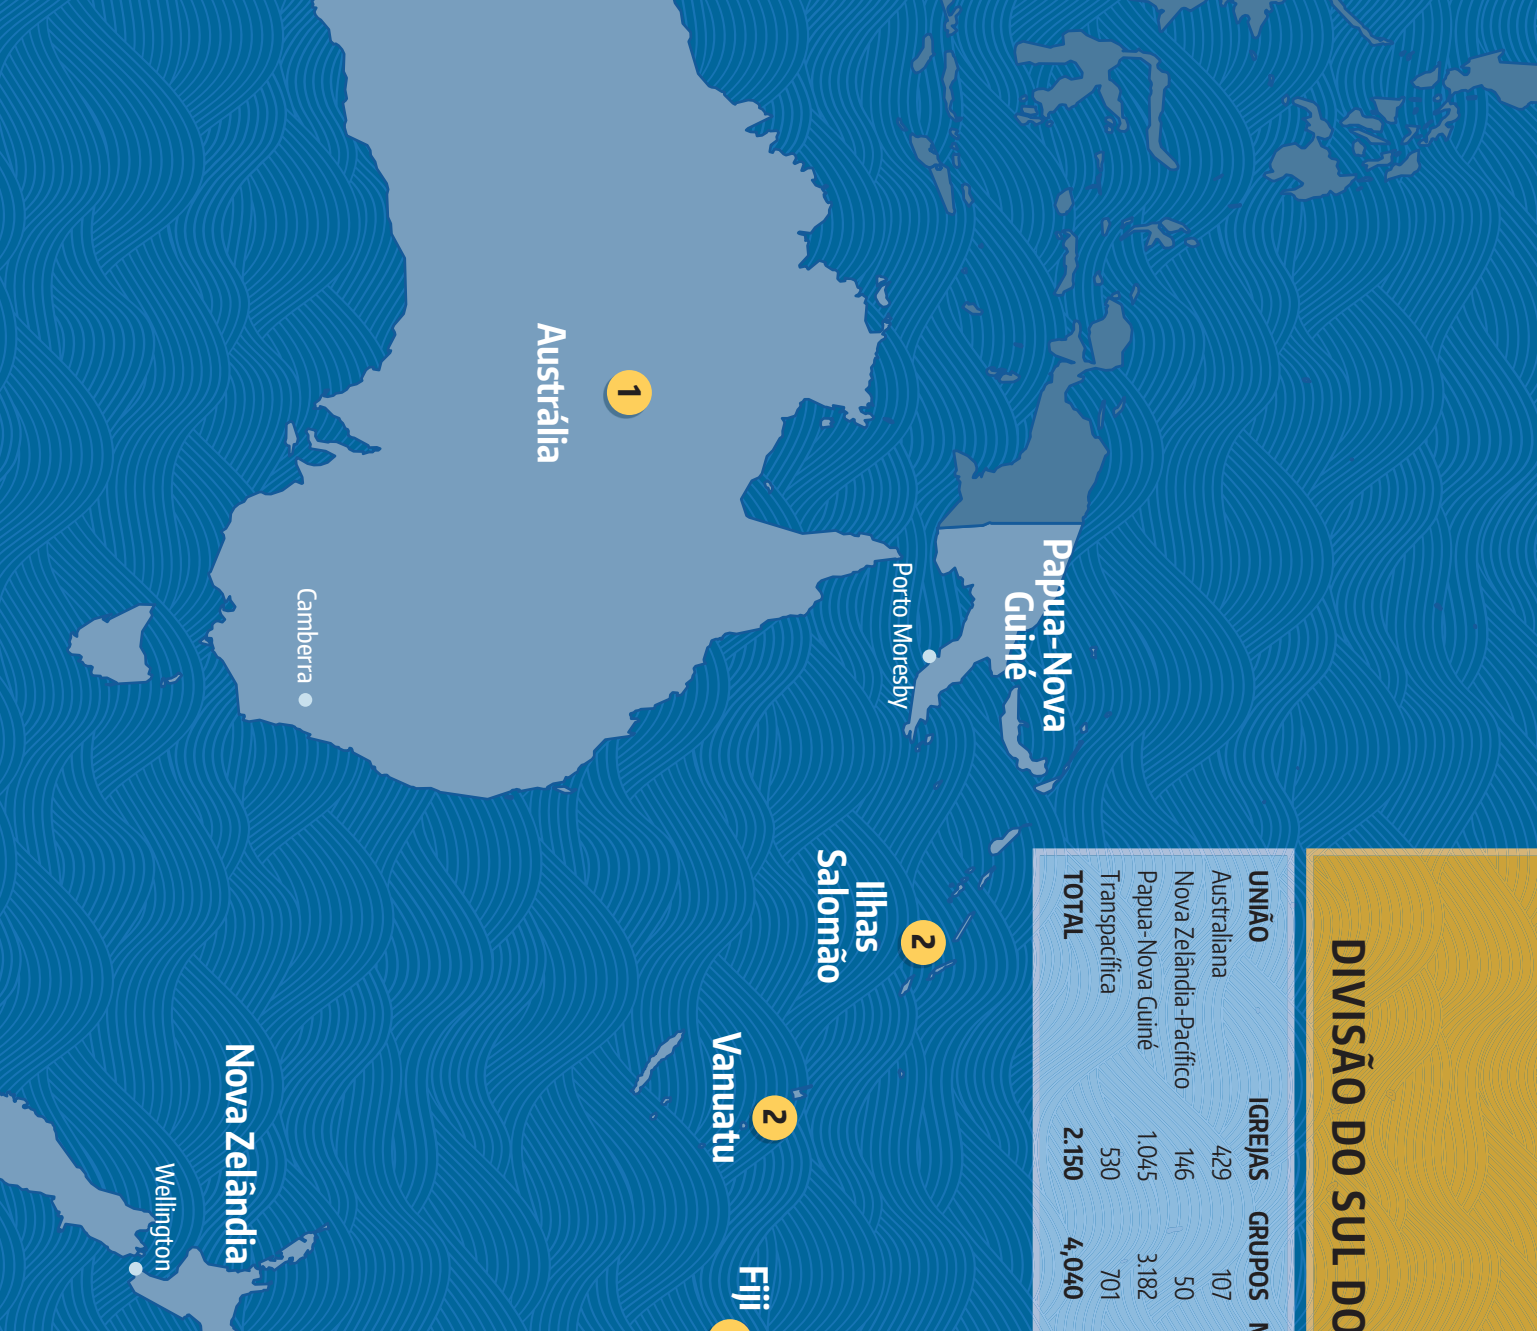 DIVISÃO DO SUL DO
UNIÃO IGREJAS GRUPOS
Australiana 429 107
Nova Zelândia-Pacífico 146 50
Papua-Nova Guiné 1.045 3.182
Transpacífica 530 701
TOTAL 2.150 4,040
Papua-Nova
Guiné
Porto Moresby
Ilhas
Salomão
2
2
Vanuatu
Fiji
1
Austrália
Camberra
Nova Zelândia
Wellington